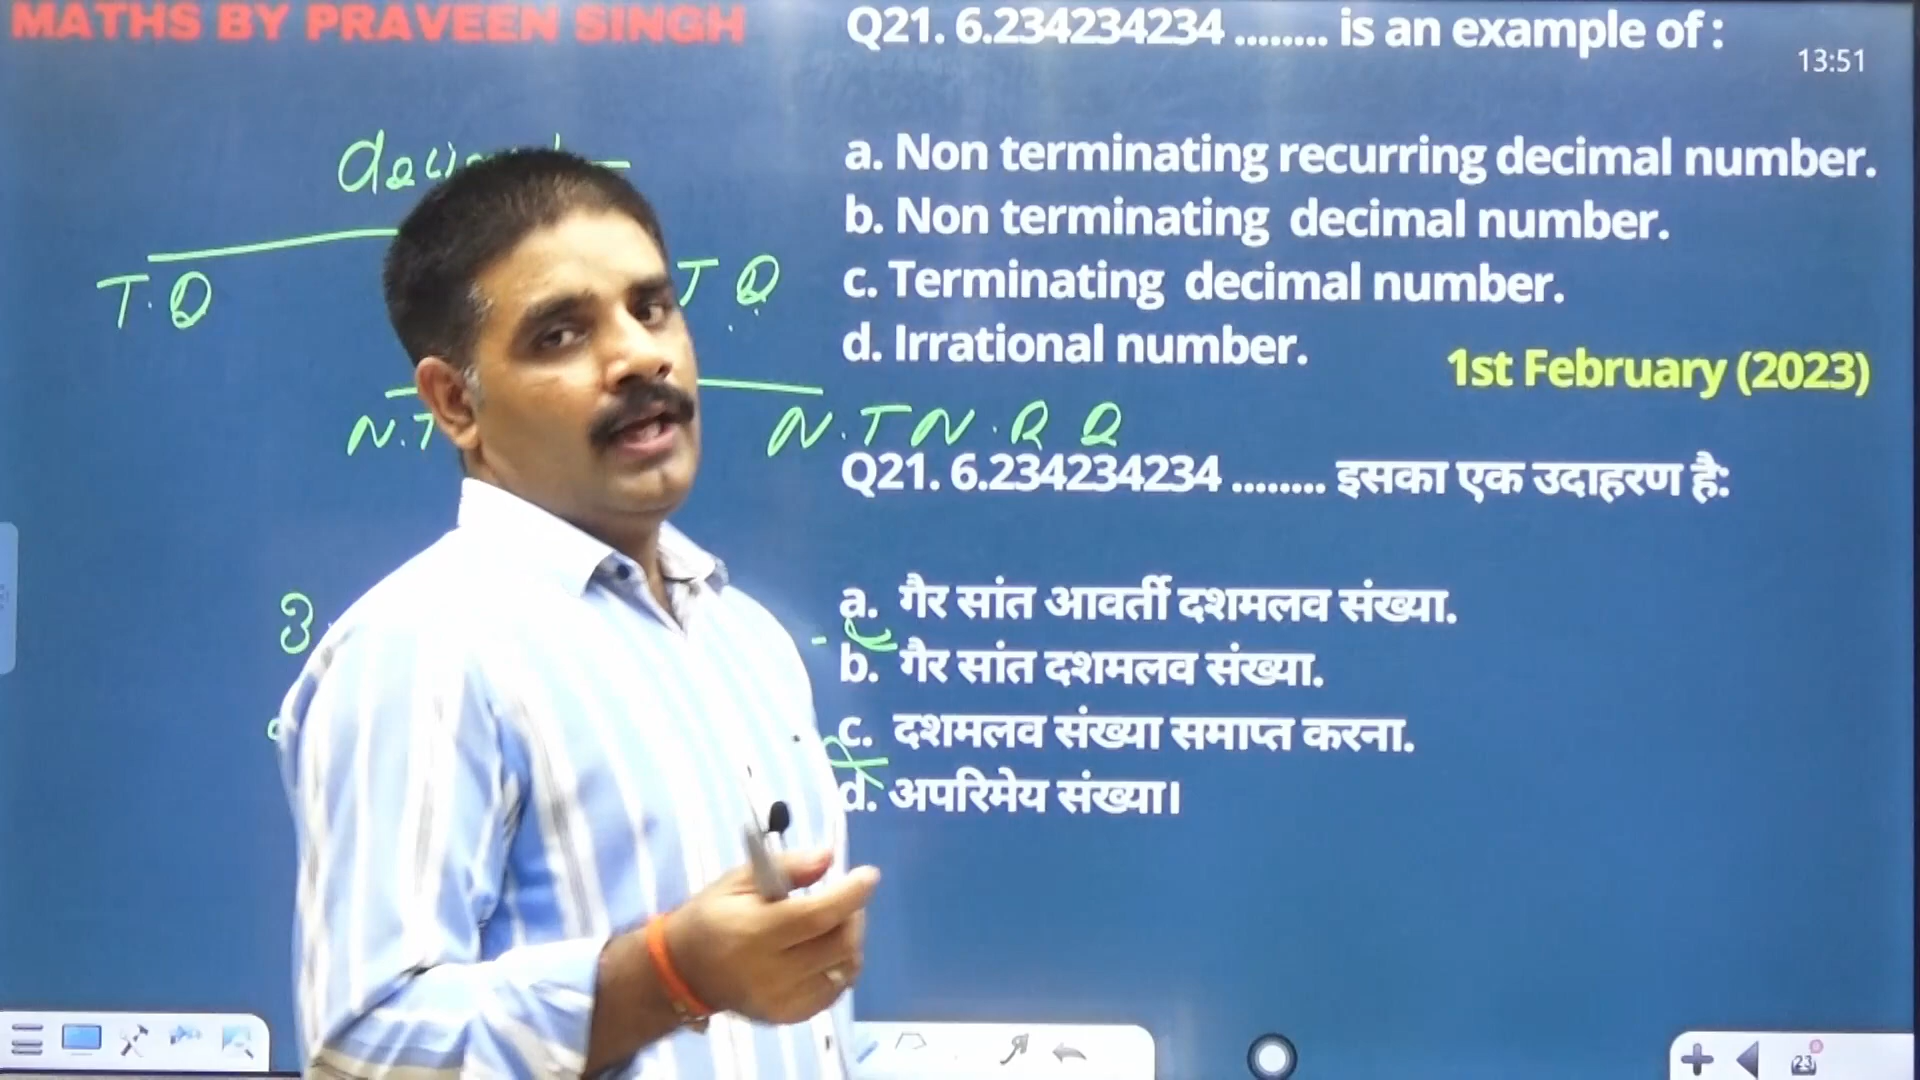 MATHS BY PRAVEEN SINGH
Q21. 6.234234234 ........ is an example of :
13:51
a. Non terminating recurring decimal number.
b. Non terminating decimal number.
c. Terminating decimal number.
d. Irrational number.
1st February (2023)
T.D
T D
N.T
N.T N.R D
Q21. 6.234234234 ........ इसका एक उदाहरण है:
3.
a. गैर सांत आवर्ती दशमलव संख्या.
b. गैर सांत दशमलव संख्या.
c. दशमलव संख्या समाप्त करना.
d. अपरिमेय संख्या।
23